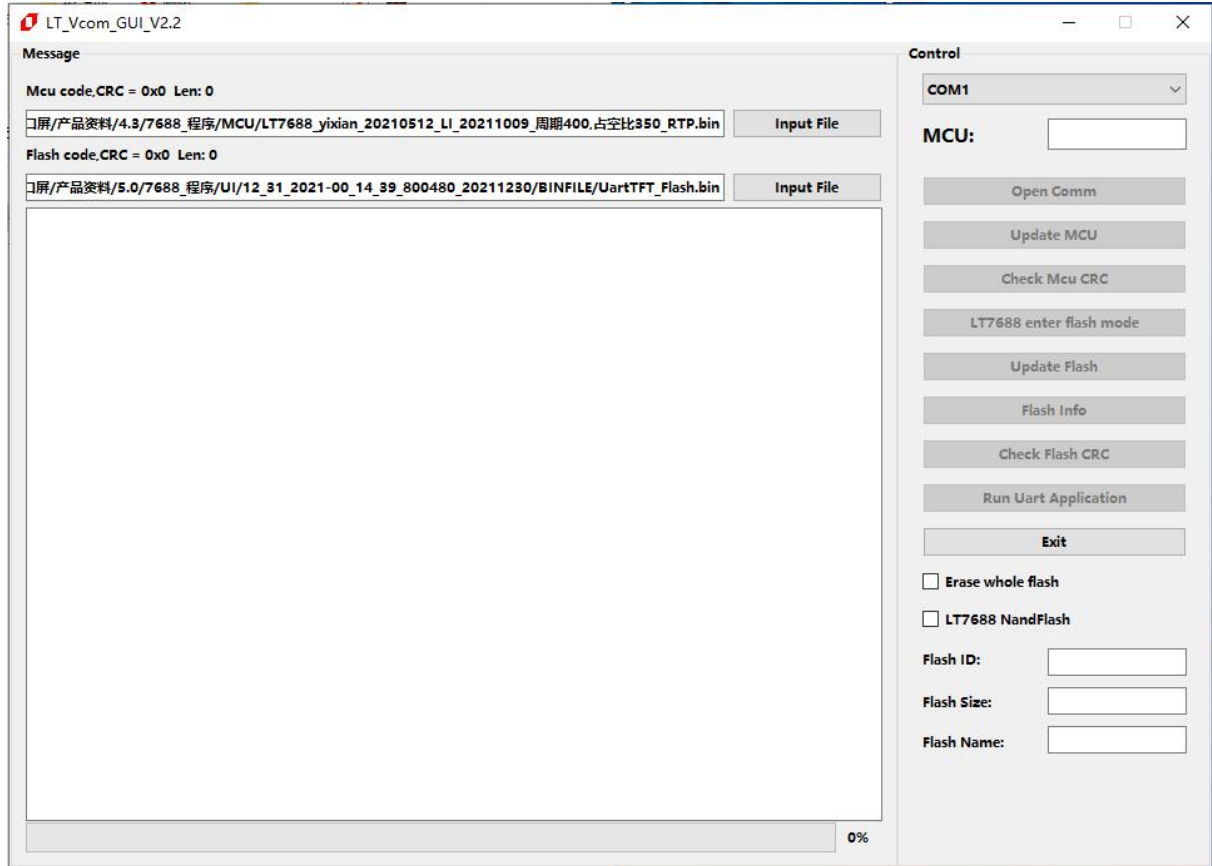 LT_Vcom_GUI_V2.2
Message
Mcu code,CRC = 0x0 Len: 0
口屏/产品资料/4.3/7688_程序/MCU/LT7688_yixian_20210512_LI_20211009_周期400,占空比350_RTP.bin
Input File
Flash code,CRC = 0x0 Len: 0
口屏/产品资料/5.0/7688_程序/UI/12_31_2021-00_14_39_800480_20211230/BINFILE/UartTFT_Flash.bin
Input File
0%
Control
COM1
MCU:
Open Comm
Update MCU
Check Mcu CRC
LT7688 enter flash mode
Update Flash
Flash Info
Check Flash CRC
Run Uart Application
Exit
Erase whole flash
LT7688 NandFlash
Flash ID:
Flash Size:
Flash Name: